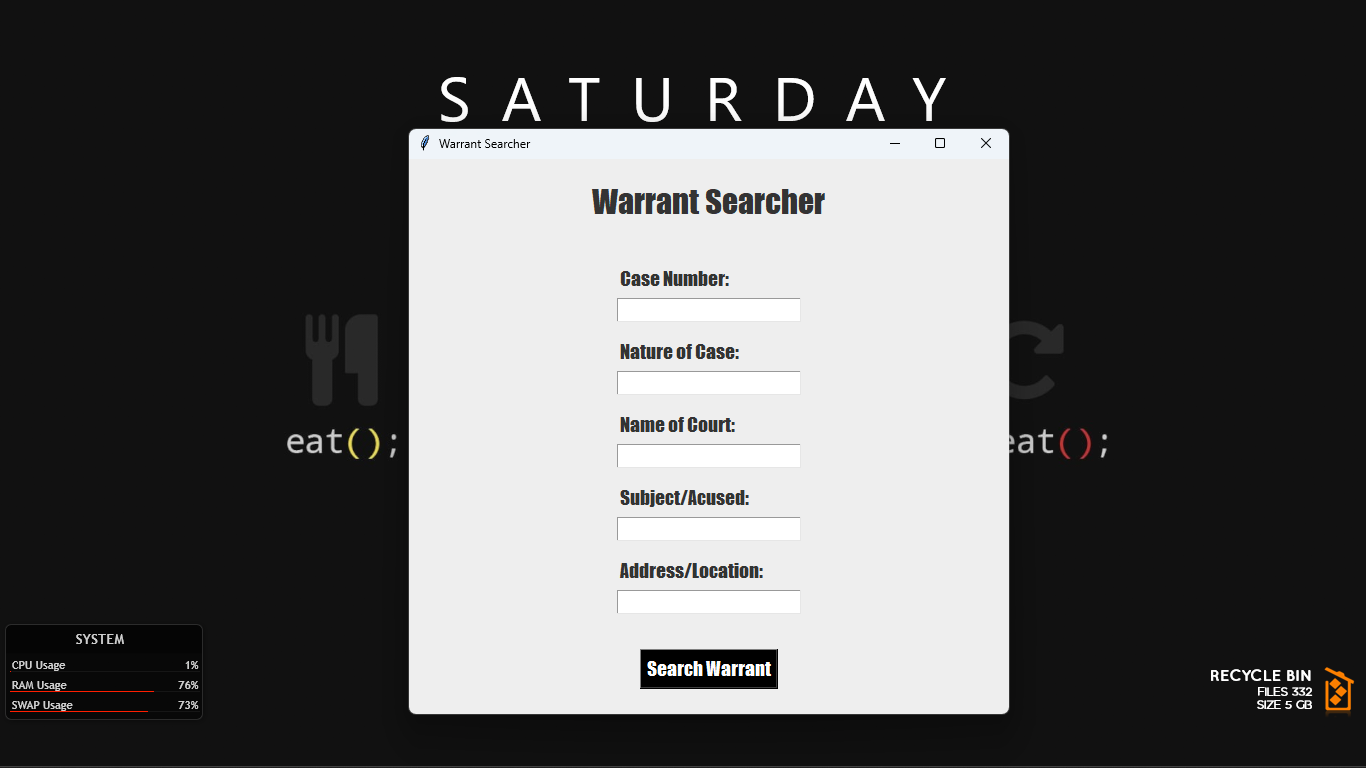 SATURDAY
Warrant Searcher
Warrant Searcher
Case Number:
Nature of Case:
eat();
eat();
Name of Court:
Subject/Acused:
Address/Location:
Search Warrant
SYSTEM
CPU Usage 1%
RAM Usage 76%
SWAP Usage 73%
RECYCLE BIN
FILES 332
SIZE 5 GB